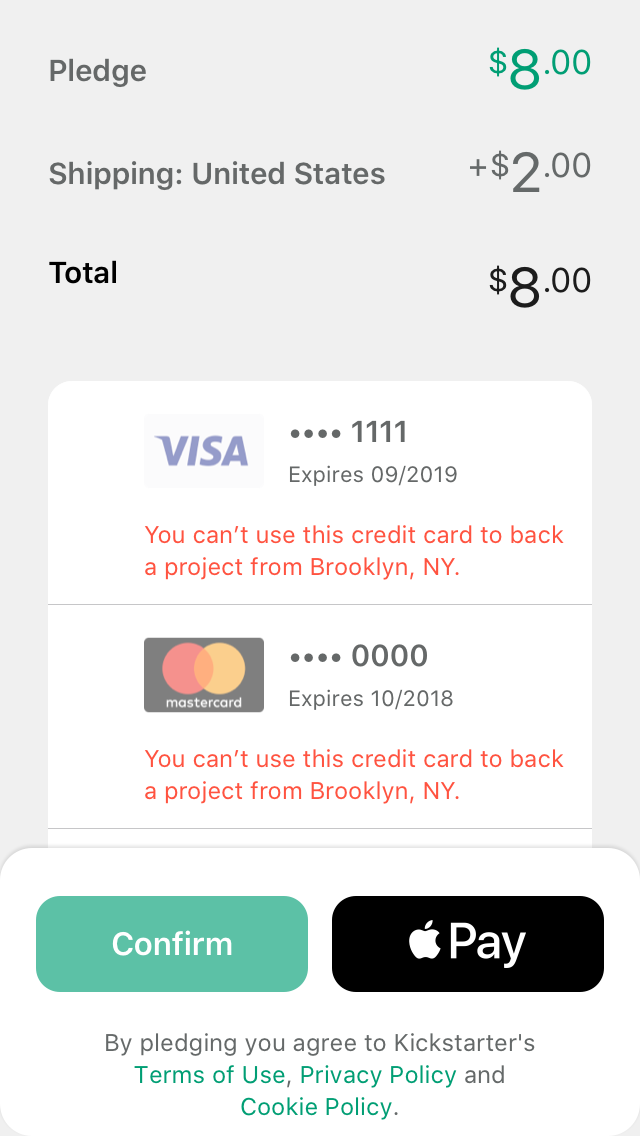 Pledge $8.00
Shipping: United States +$2.00
Total $8.00
VISA •••• 1111
Expires 09/2019
You can’t use this credit card to back
a project from Brooklyn, NY.
•••• 0000
mastercard Expires 10/2018
You can’t use this credit card to back
a project from Brooklyn, NY.
Confirm Pay
By pledging you agree to Kickstarter's
Terms of Use, Privacy Policy and
Cookie Policy.